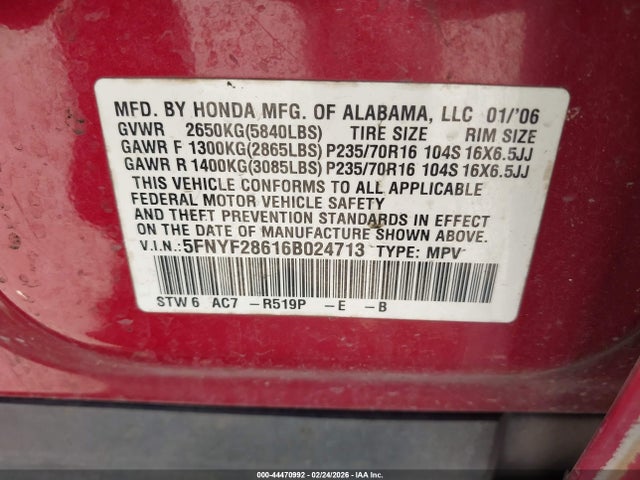 MFD. BY HONDA MFG. OF ALABAMA, LLC 01/'06
GVWR 2650KG(5840LBS) TIRE SIZE RIM SIZE
GAWR F 1300KG(2865LBS) P235/70R16 104S 16X6.5JJ
GAWR R 1400KG(3085LBS) P235/70R16 104S 16X6.5JJ
THIS VEHICLE CONFORMS TO ALL APPLICABLE
FEDERAL MOTOR VEHICLE SAFETY
AND THEFT PREVENTION STANDARDS IN EFFECT
ON THE DATE OF MANUFACTURE SHOWN ABOVE.
V.I.N.: 5FNYF28616B024713 TYPE: MPV
STW 6 AC7 -R519P -E -B
000-44470992 - 02/24/2026 - IAA Inc.